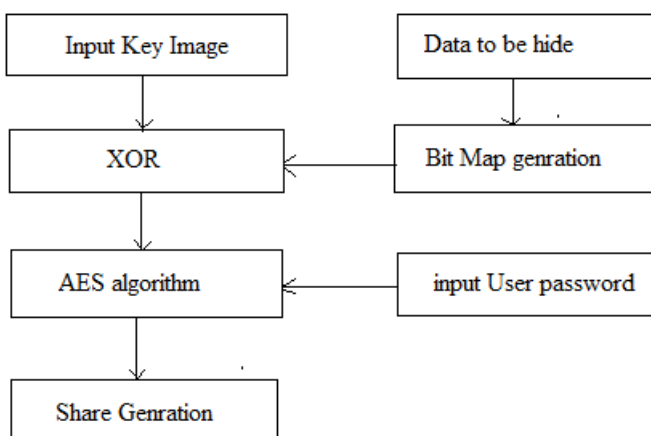 Input Key Image
Data to be hide
XOR
Bit Map genration
AES algorithm
input User password
Share Genration